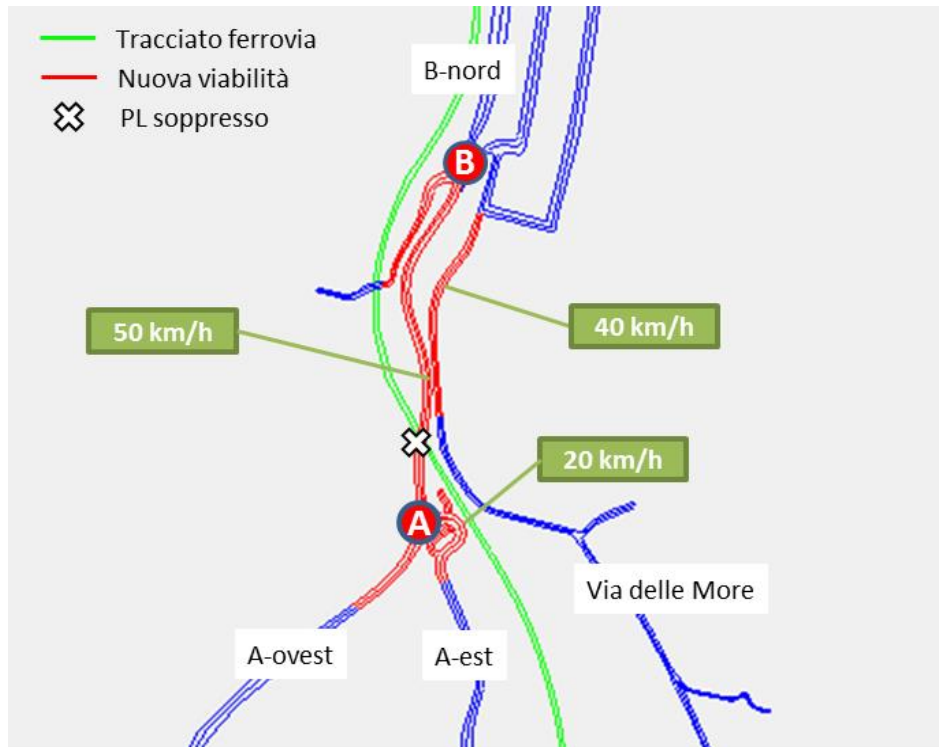 Tracciato ferrovia
Nuova viabilità
PL soppresso
B-nord
B
50 km/h
40 km/h
20 km/h
A
Via delle More
A-ovest
A-est